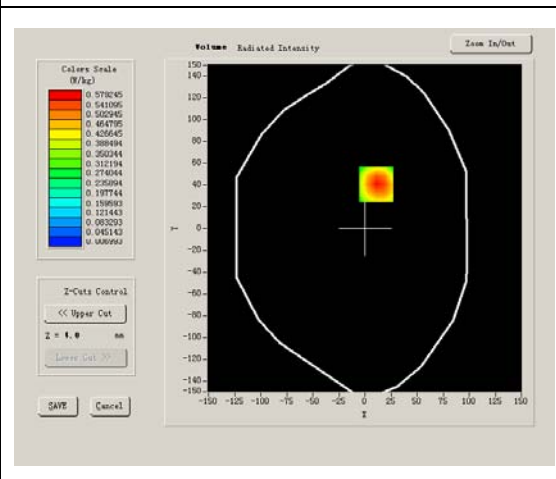 Volume Radiated Intensity
Zoom In/Out
Colors Scale
(W/kg)
0.579245
0.541095
0.502945
0.464795
0.426645
0.388494
0.350344
0.312194
0.274044
0.235894
0.197744
0.159593
0.121443
0.083293
0.045143
0.006993
Z-Cuts Control
<< Upper Cut
Z = 4.0 mm
Lower Cut >>
SAVE Cancel
150
140
120
100
80
60
40
20
0
-20
-40
-60
-80
-100
-120
-140
-150
Y
-150 -125 -100 -75 -50 -25 0 25 50 75 100 125 150
X